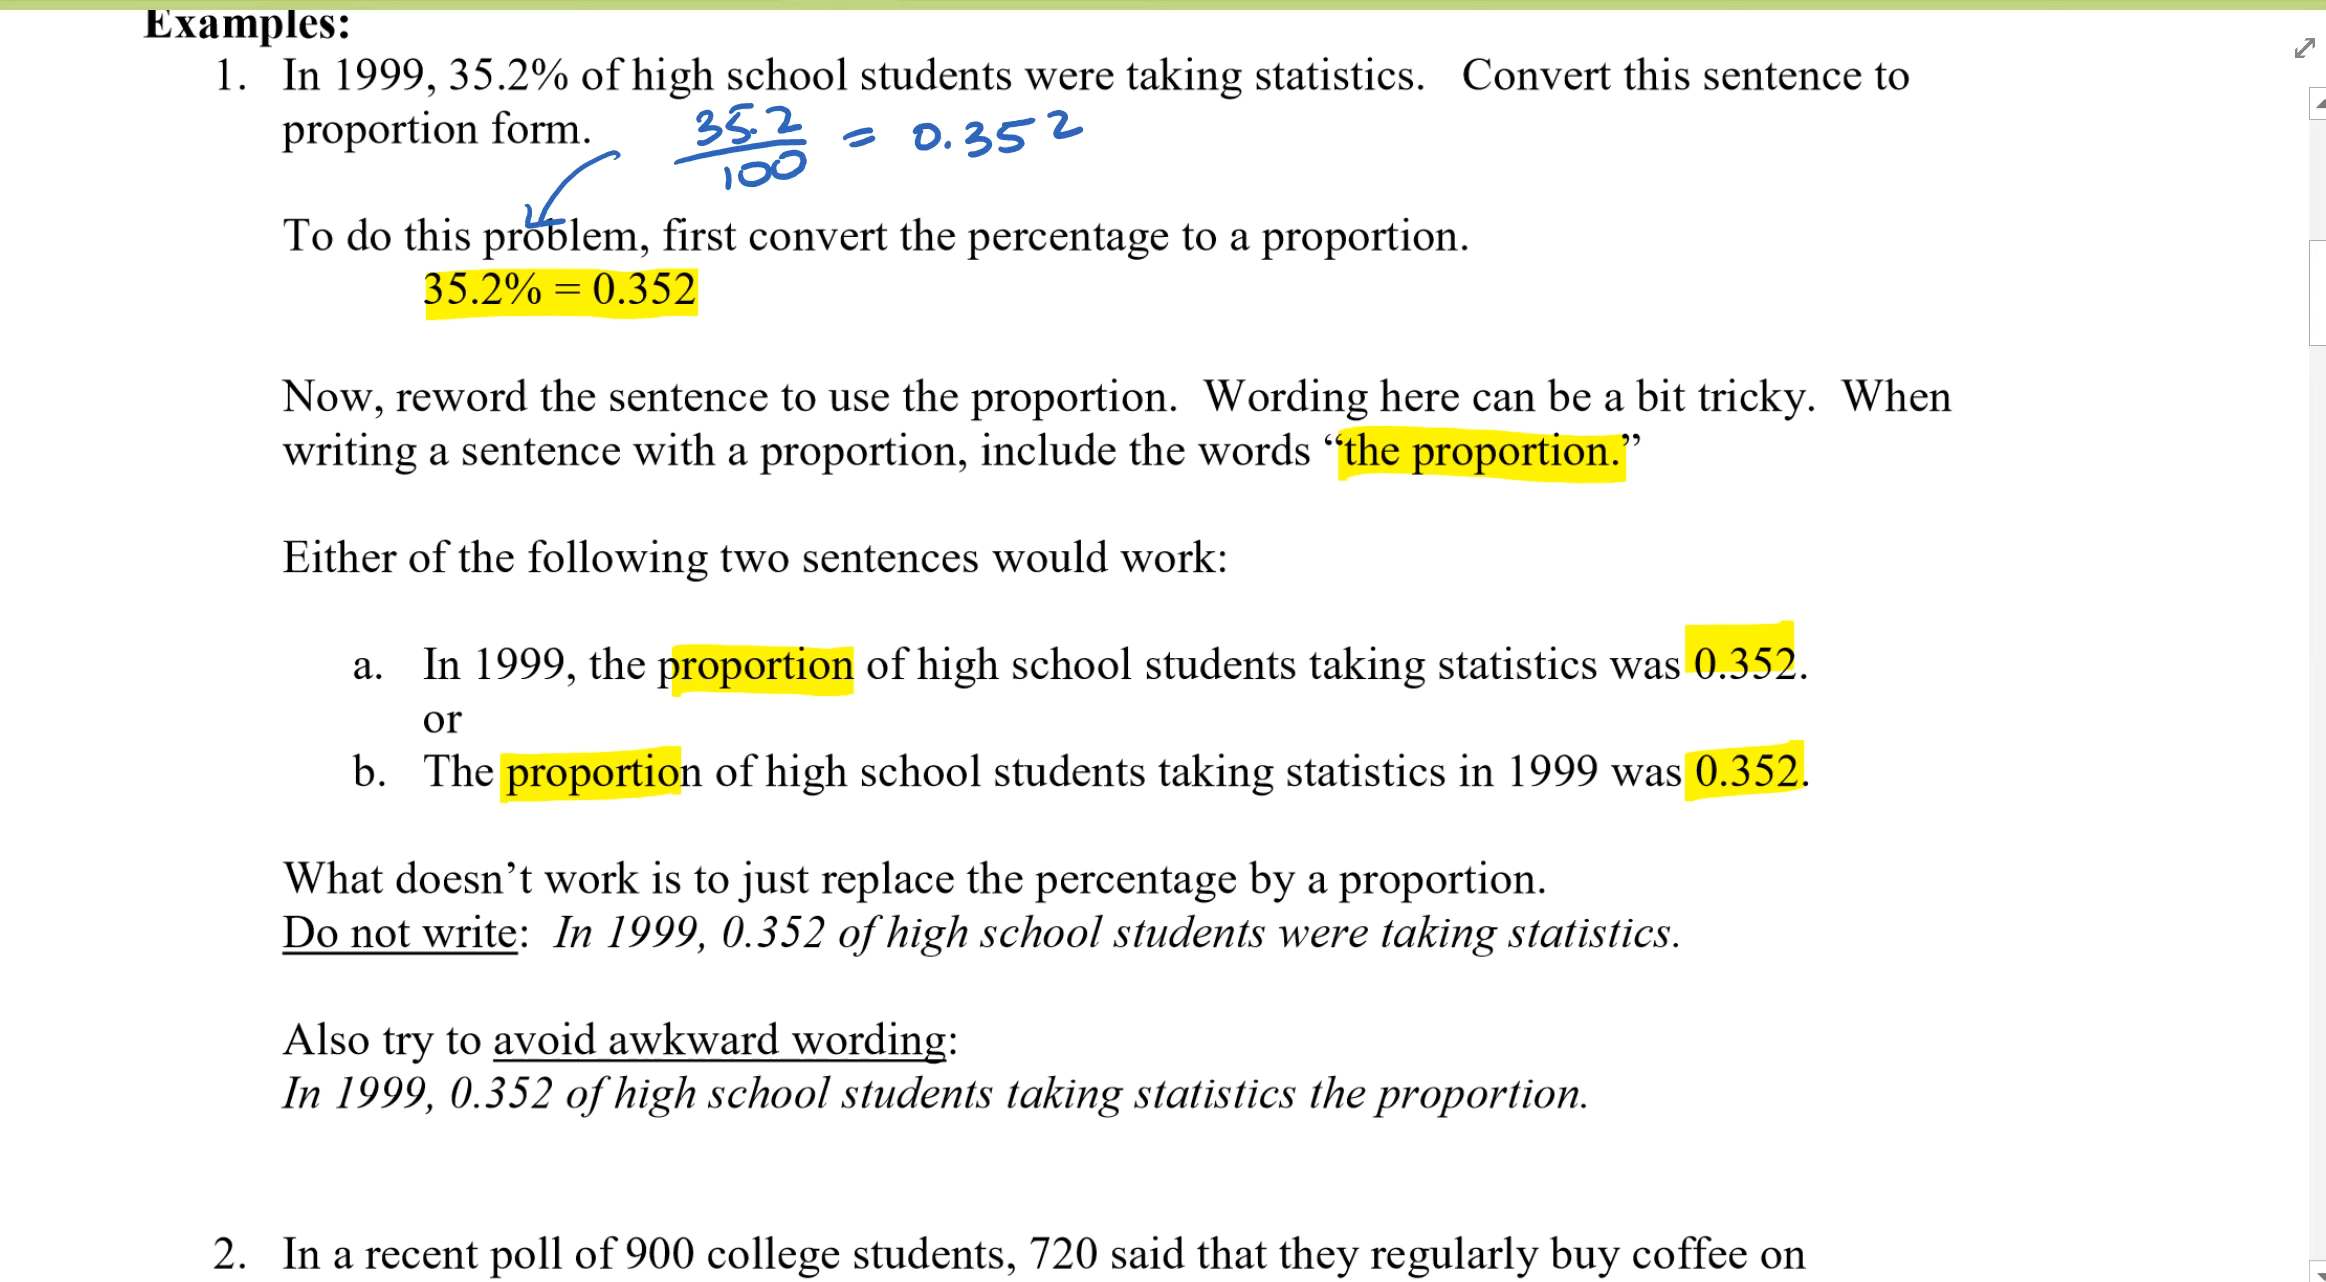 Examples:
1. In 1999, 35.2% of high school students were taking statistics. Convert this sentence to
proportion form.
35.2
100
= 0.352
To do this problem, first convert the percentage to a proportion.
35.2% = 0.352
Now, reword the sentence to use the proportion. Wording here can be a bit tricky. When
writing a sentence with a proportion, include the words “the proportion.”
Either of the following two sentences would work:
a. In 1999, the proportion of high school students taking statistics was 0.352.
or
b. The proportion of high school students taking statistics in 1999 was 0.352.
What doesn’t work is to just replace the percentage by a proportion.
Do not write: In 1999, 0.352 of high school students were taking statistics.
Also try to avoid awkward wording:
In 1999, 0.352 of high school students taking statistics the proportion.
2. In a recent poll of 900 college students, 720 said that they regularly buy coffee on